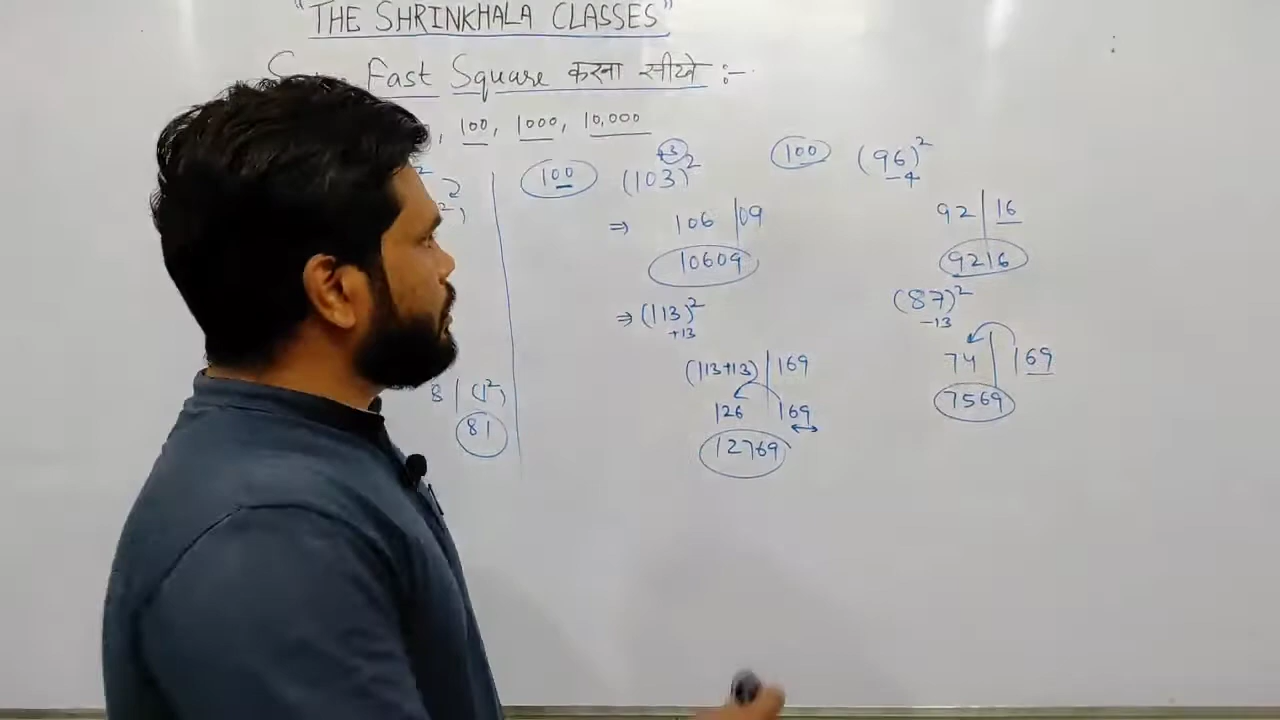 "THE SHRINKHALA CLASSES"
Fast Square करना सीखे :-
, 100, 1000, 10,000
8 | (1²)
81
100 (103)²
+3
⇒ 106 | 09
10609
⇒ (113)²
+13
(113+13) | 169
126 169
12769
100 (96)²
-4
92 | 16
9216
(87)²
-13
74 | 169
7569